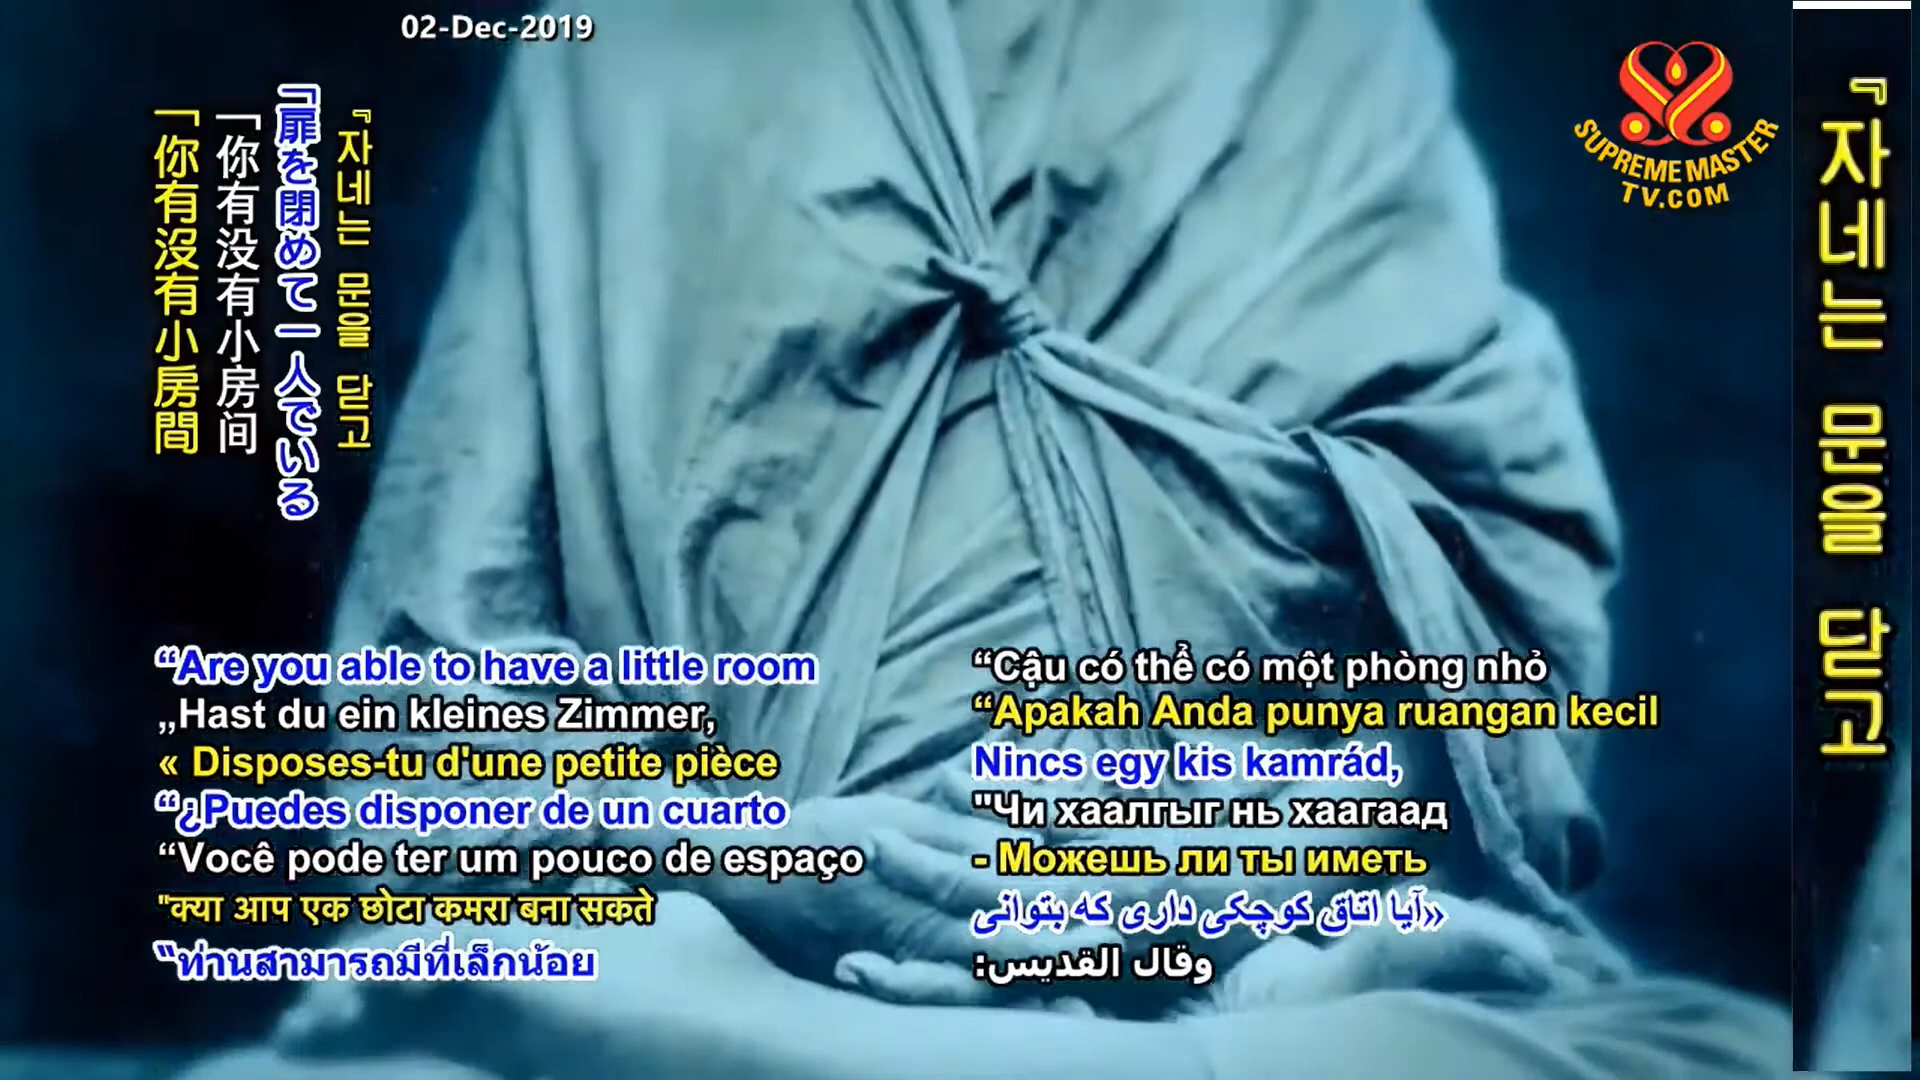 02-Dec-2019
SUPREME MASTER
TV.COM
『자네는 문을 닫고
『자네는 문을 닫고
「扉を閉めて一人でいる
「你有没有小房间
「你有沒有小房間
“Are you able to have a little room
„Hast du ein kleines Zimmer,
« Disposes-tu d'une petite pièce
“¿Puedes disponer de un cuarto
“Você pode ter um pouco de espaço
"क्या आप एक छोटा कमरा बना सकते
“ท่านสามารถมีที่เล็กน้อย
“Cậu có thể có một phòng nhỏ
“Apakah Anda punya ruangan kecil
Nincs egy kis kamrád,
"Чи хаалгыг нь хаагаад
- Можешь ли ты иметь
«آیا اتاق کوچکی داری که بتوانی
وقال القديس: